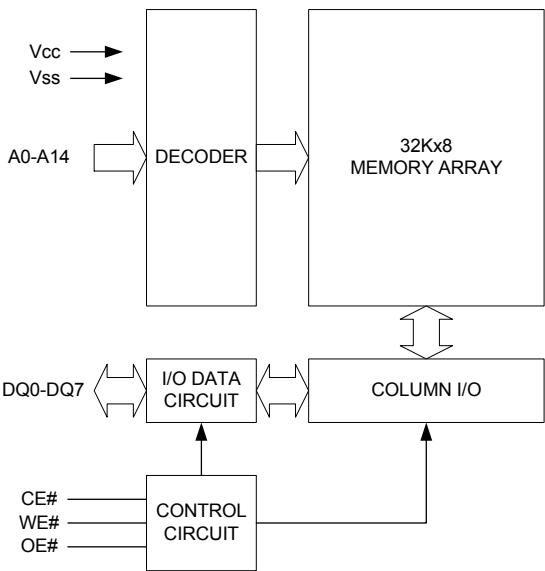 Vcc
Vss
A0-A14
DECODER
32Kx8
MEMORY ARRAY
DQ0-DQ7
I/O DATA
CIRCUIT
COLUMN I/O
CE#
WE#
OE#
CONTROL
CIRCUIT